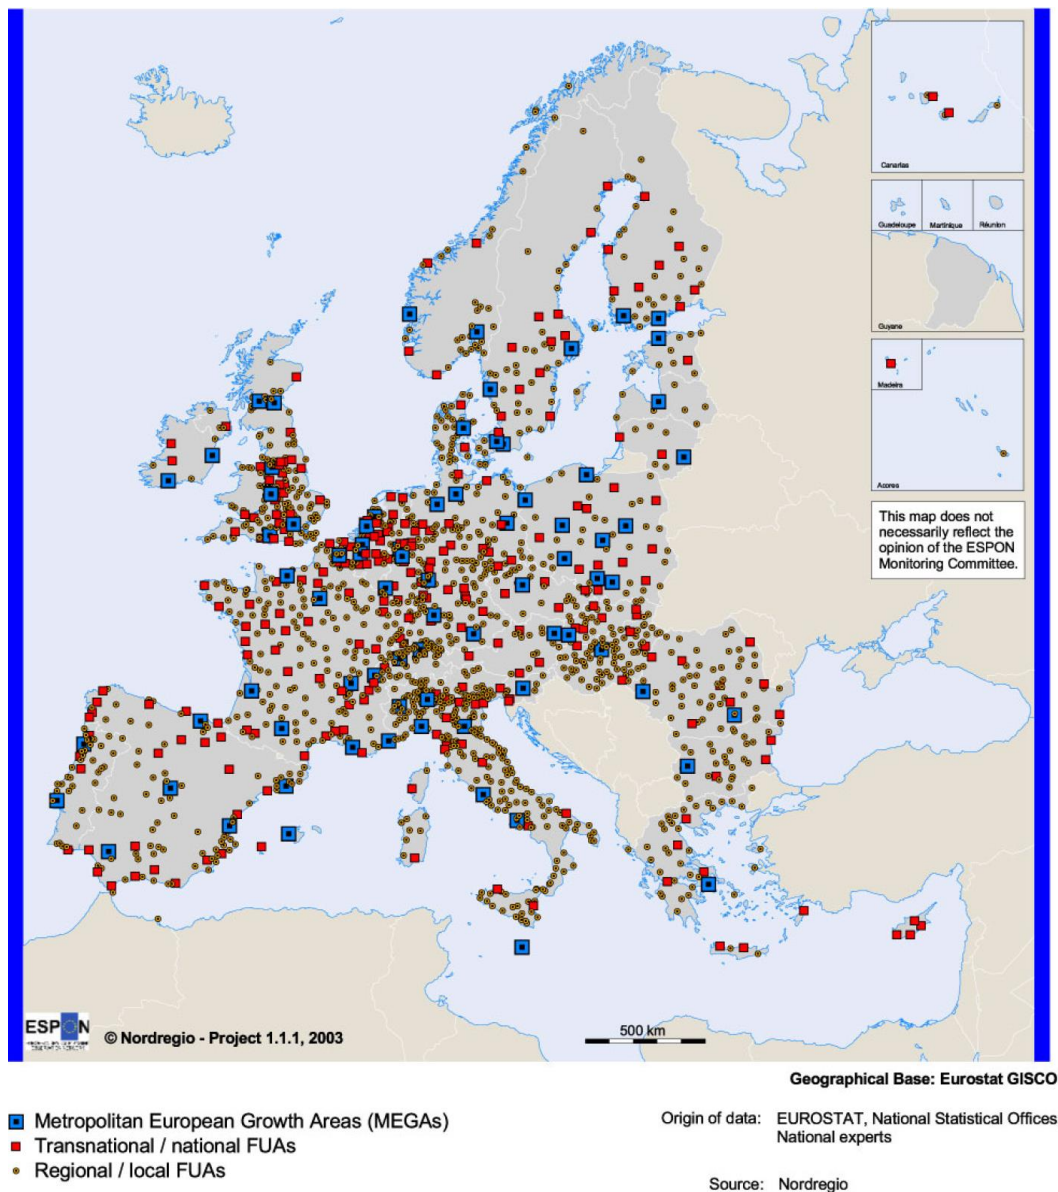 Canarias
Guadeloupe
Martinique
Réunion
Guyane
Madeira
Acores
This map does not
necessarily reflect the
opinion of the ESPON
Monitoring Committee.
ESPON
© Nordregio - Project 1.1.1, 2003
500 km
Geographical Base: Eurostat GISCO
Metropolitan European Growth Areas (MEGAs)
Transnational / national FUAs
Regional / local FUAs
Origin of data: EUROSTAT, National Statistical Offices
National experts
Source: Nordregio